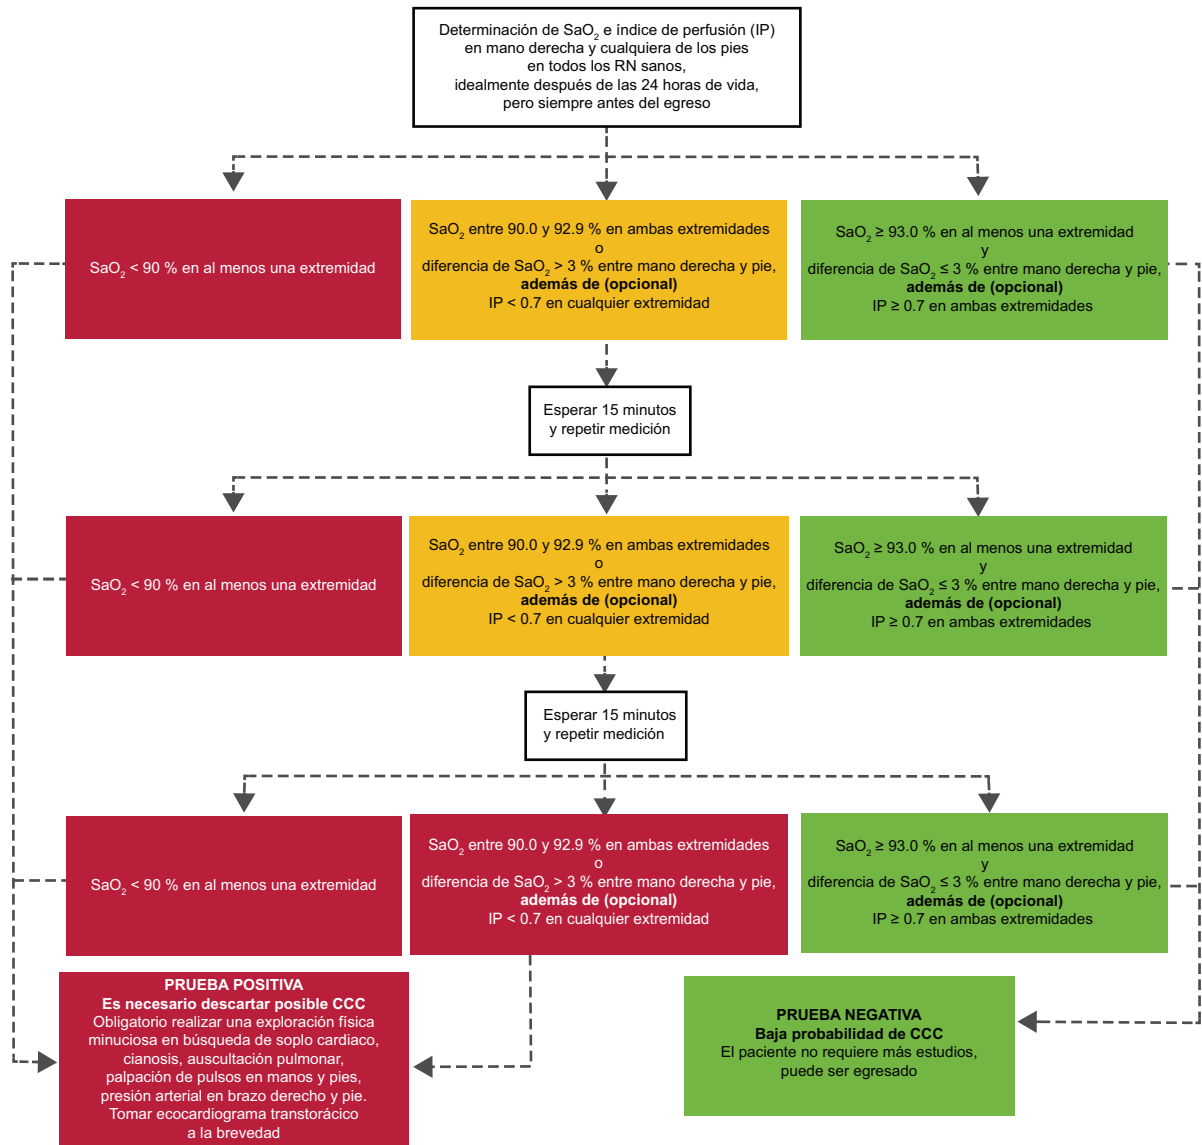 Determinación de SaO₂ e índice de perfusión (IP)
en mano derecha y cualquiera de los pies
en todos los RN sanos,
idealmente después de las 24 horas de vida,
pero siempre antes del egreso
SaO₂ < 90 % en al menos una extremidad
SaO₂ entre 90.0 y 92.9 % en ambas extremidades
o
diferencia de SaO₂ > 3 % entre mano derecha y pie,
además de (opcional)
IP < 0.7 en cualquier extremidad
SaO₂ ≥ 93.0 % en al menos una extremidad
y
diferencia de SaO₂ ≤ 3 % entre mano derecha y pie,
además de (opcional)
IP ≥ 0.7 en ambas extremidades
Esperar 15 minutos
y repetir medición
SaO₂ < 90 % en al menos una extremidad
SaO₂ entre 90.0 y 92.9 % en ambas extremidades
o
diferencia de SaO₂ > 3 % entre mano derecha y pie,
además de (opcional)
IP < 0.7 en cualquier extremidad
SaO₂ ≥ 93.0 % en al menos una extremidad
y
diferencia de SaO₂ ≤ 3 % entre mano derecha y pie,
además de (opcional)
IP ≥ 0.7 en ambas extremidades
Esperar 15 minutos
y repetir medición
SaO₂ < 90 % en al menos una extremidad
SaO₂ entre 90.0 y 92.9 % en ambas extremidades
o
diferencia de SaO₂ > 3 % entre mano derecha y pie,
además de (opcional)
IP < 0.7 en cualquier extremidad
SaO₂ ≥ 93.0 % en al menos una extremidad
y
diferencia de SaO₂ ≤ 3 % entre mano derecha y pie,
además de (opcional)
IP ≥ 0.7 en ambas extremidades
PRUEBA POSITIVA
Es necesario descartar posible CCC
Obligatorio realizar una exploración física
minuciosa en búsqueda de soplo cardiaco,
cianosis, auscultación pulmonar,
palpación de pulsos en manos y pies,
presión arterial en brazo derecho y pie.
Tomar ecocardiograma transtorácico
a la brevedad
PRUEBA NEGATIVA
Baja probabilidad de CCC
El paciente no requiere más estudios,
puede ser egresado